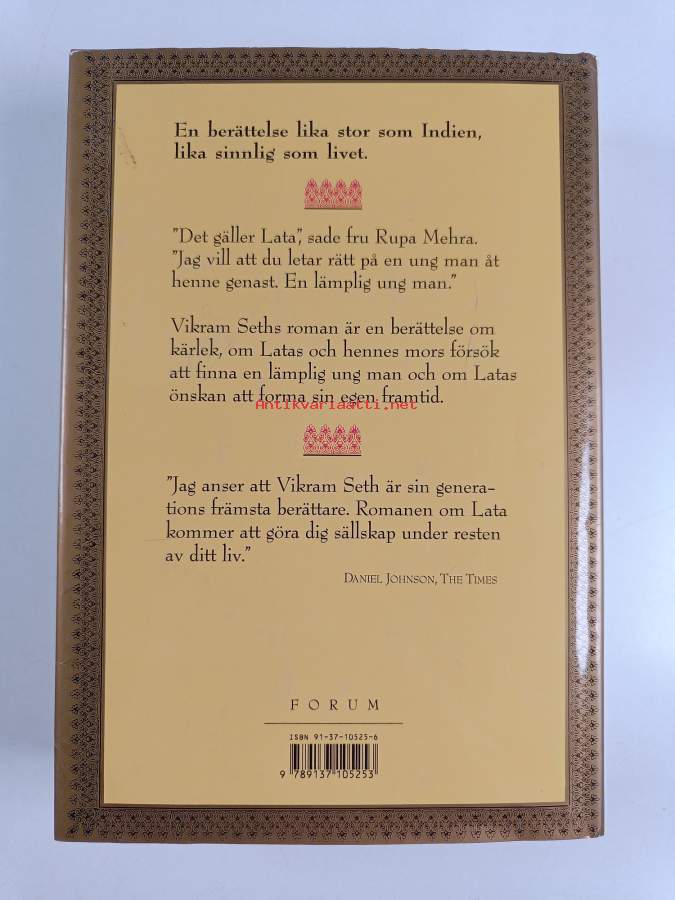 En berättelse lika stor som Indien,
lika sinnlig som livet.
”Det gäller Lata”, sade fru Rupa Mehra.
”Jag vill att du letar rätt på en ung man åt
henne genast. En lämplig ung man.”
Vikram Seths roman är en berättelse om
kärlek, om Latas och hennes mors försök
att finna en lämplig ung man och om Latas
önskan att forma sin egen framtid.
Antikvariaatti.net
”Jag anser att Vikram Seth är sin genera-
tions främsta berättare. Romanen om Lata
kommer att göra dig sällskap under resten
av ditt liv.”
DANIEL JOHNSON, THE TIMES
FORUM
ISBN 91-37-10525-6
9 789137 105253